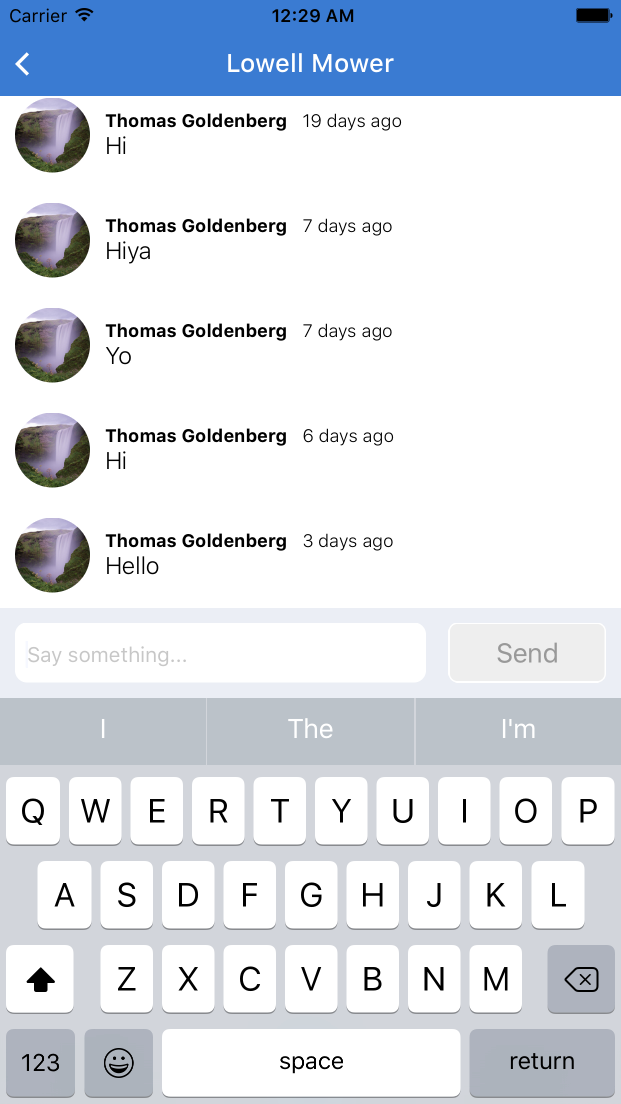 Carrier 12:29 AM
Lowell Mower
Thomas Goldenberg 19 days ago
Hi
Thomas Goldenberg 7 days ago
Hiya
Thomas Goldenberg 7 days ago
Yo
Thomas Goldenberg 6 days ago
Hi
Thomas Goldenberg 3 days ago
Hello
Say something... Send
I The I'm
Q W E R T Y U I O P
A S D F G H J K L
Z X C V B N M
123 space return